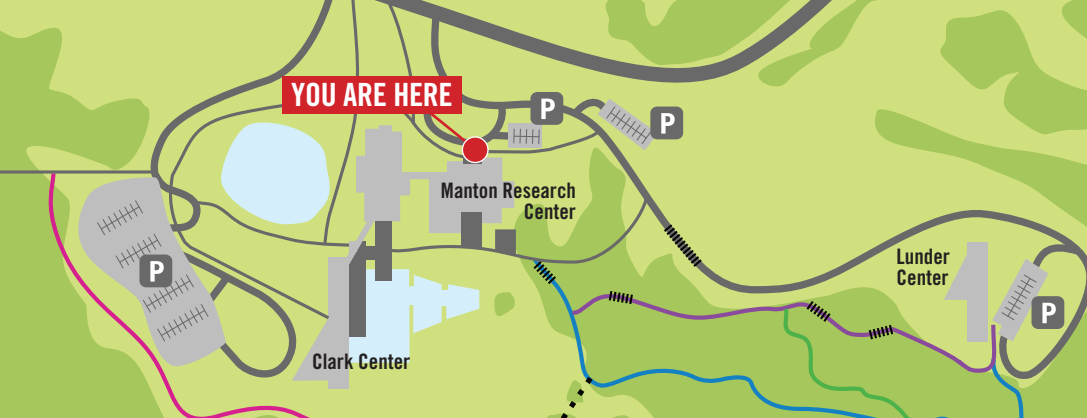 YOU ARE HERE
P
P
Manton Research
Center
Lunder
Center
P
P
Clark Center